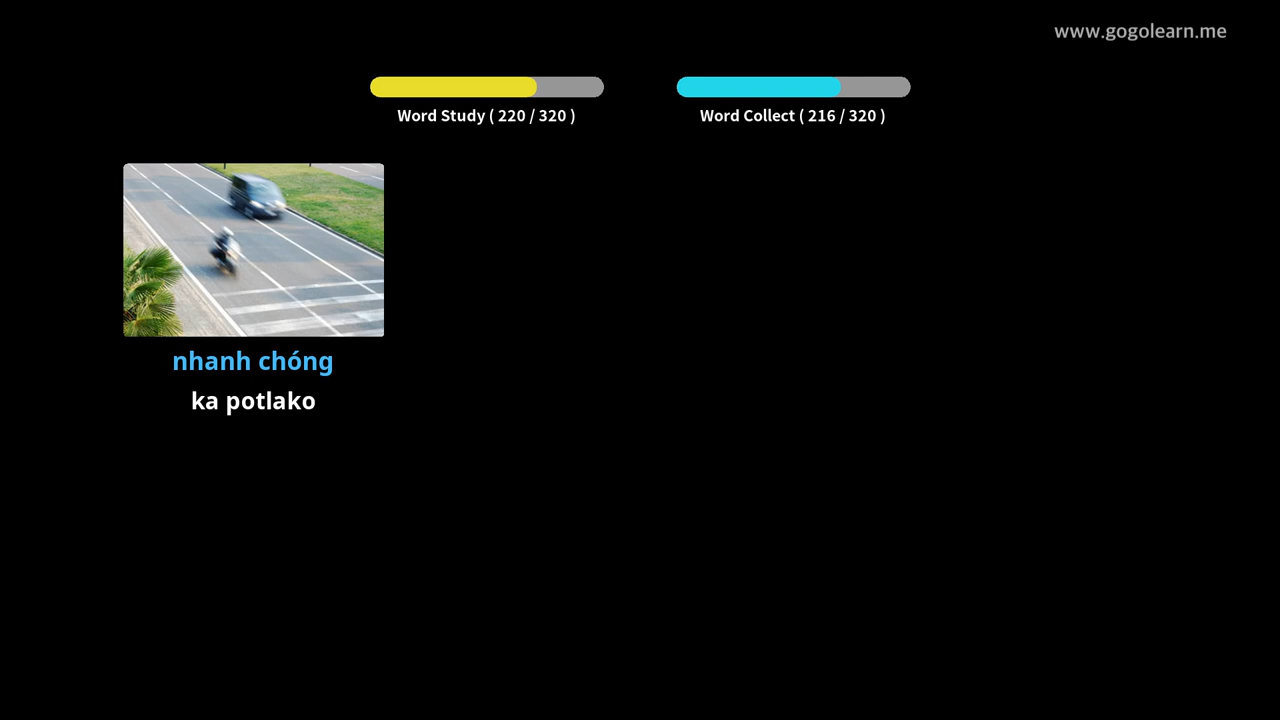 www.gogolearn.me
Word Study ( 220 / 320 )
Word Collect ( 216 / 320 )
nhanh chóng
ka potlako